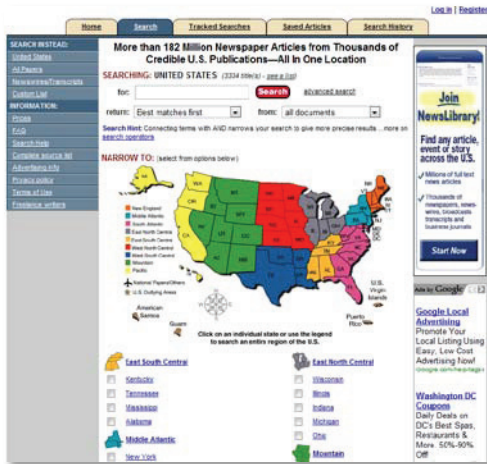 Log in | Register
Home
Search
Tracked Searches
Saved Articles
Search History
SEARCH INSTEAD:
United States
All Papers
Newswires/Transcripts
Custom List
INFORMATION:
Prices
FAQ
Search Help
Complete source list
Advertising info
Privacy policy
Terms of Use
Freelance writers
More than 182 Million Newspaper Articles from Thousands of
Credible U.S. Publications—All In One Location
SEARCHING: UNITED STATES (3334 title(s) - see a list)
for:
Search
advanced search
return:
Best matches first
from:
all documents
Search Hint: Connecting terms with AND narrows your search to give more precise results ...more on
search operators
NARROW TO: (select from options below)
New England
Middle Atlantic
South Atlantic
East North Central
East South Central
West North Central
West South Central
Mountain
Pacific
National Papers/Others
U.S. Outlying Areas
American
Samoa
Guam
U.S.
Virgin
Islands
Puerto
Rico
Click on an individual state or use the legend
to search an entire region of the U.S.
East South Central
Kentucky
Tennessee
Mississippi
Alabama
Middle Atlantic
New York
East North Central
Wisconsin
Illinois
Indiana
Michigan
Ohio
Mountain
Join
NewsLibrary!
Find any article,
event or story
across the U.S.
Millions of full text
news articles
Thousands of
newspapers, news-
wires, broadcasts
transcripts and
business journals
Start Now
Ads by Google
Google Local
Advertising
Promote Your
Local Listing Using
Easy, Low Cost
Advertising Now!
Washington DC
Coupons
Daily Deals on
DC's Best Spas,
Restaurants &
More. 50%-90%
Off